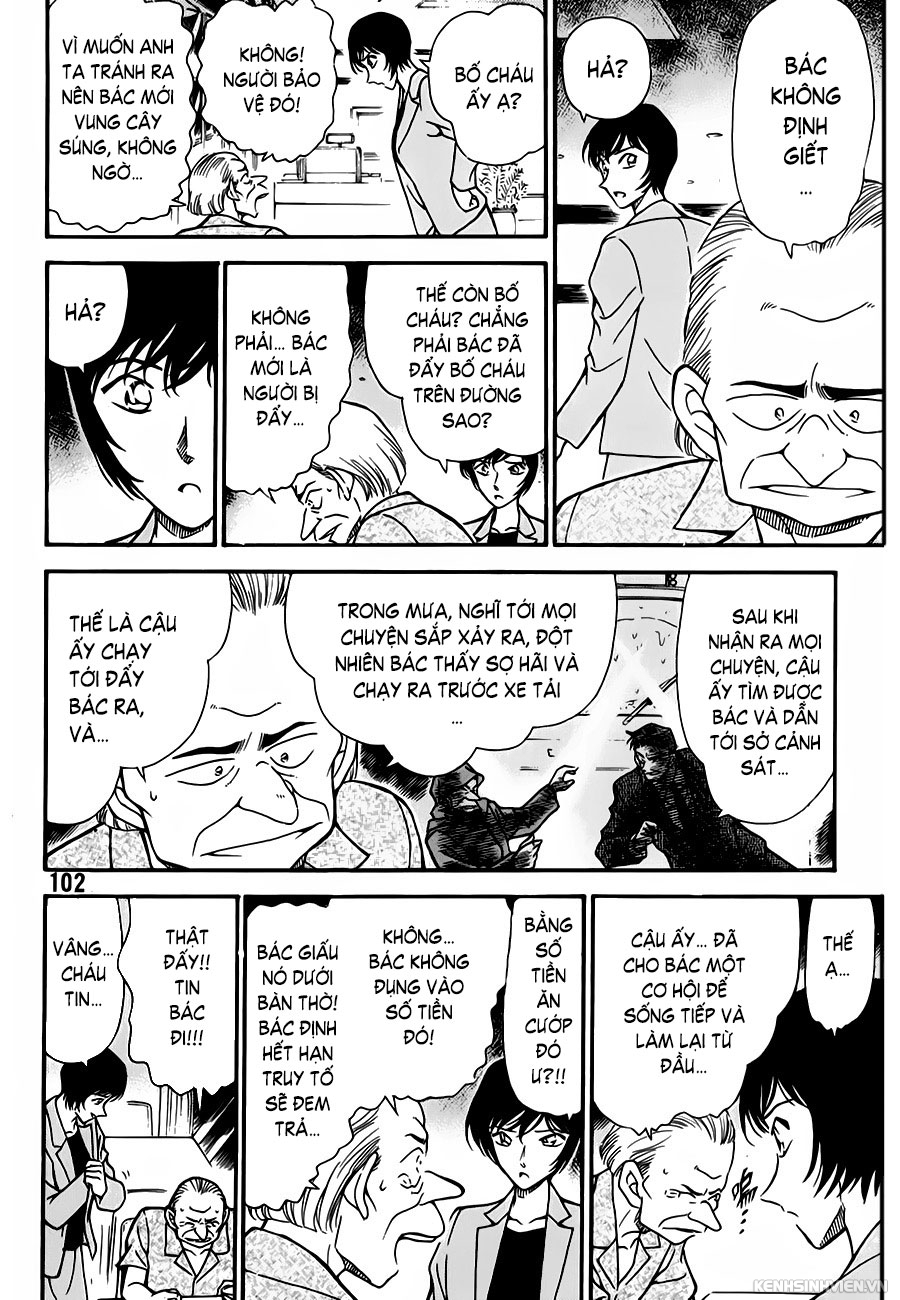 BÁC
KHÔNG
ĐỊNH
GIẾT
...
HẢ?
BỐ CHÁU
ẤY Ạ?
KHÔNG!
NGƯỜI BẢO
VỆ ĐÓ!
VÌ MUỐN ANH
TA TRÁNH RA
NÊN BÁC MỚI
VUNG CÂY
SÚNG, KHÔNG
NGỜ...
THẾ CÒN BỐ
CHÁU? CHẲNG
PHẢI BÁC ĐÃ
ĐẨY BỐ CHÁU
TRÊN ĐƯỜNG
SAO?
KHÔNG
PHẢI... BÁC
MỚI LÀ
NGƯỜI BỊ
ĐẨY...
HẢ?
SAU KHI
NHẬN RA MỌI
CHUYỆN, CẬU
ẤY TÌM ĐƯỢC
BÁC VÀ DẪN
TỚI SỞ CẢNH
SÁT...
TRONG MƯA, NGHĨ TỚI MỌI
CHUYỆN SẮP XẢY RA, ĐỘT
NHIÊN BÁC THẤY SỢ HÃI VÀ
CHẠY RA TRƯỚC XE TẢI
...
THẾ LÀ CẬU
ẤY CHẠY
TỚI ĐẨY
BÁC RA,
VÀ...
102
THẾ
Ạ...
CẬU ẤY... ĐÃ
CHO BÁC MỘT
CƠ HỘI ĐỂ
SỐNG TIẾP VÀ
LÀM LẠI TỪ
ĐẦU...
BẰNG
SỐ
TIỀN
ĂN
CƯỚP
ĐÓ
Ư?!!
KHÔNG...
BÁC KHÔNG
ĐỤNG VÀO
SỐ TIỀN
ĐÓ!
BÁC GIẤU
NÓ DƯỚI
BÀN THỜ!
BÁC ĐỊNH
HẾT HẠN
TRUY TỐ
SẼ ĐEM
TRẢ...
THẬT
ĐẤY!!
TIN
BÁC
ĐI!!!
VÂNG...
CHÁU
TIN...
KENHSINHVIEN.VN